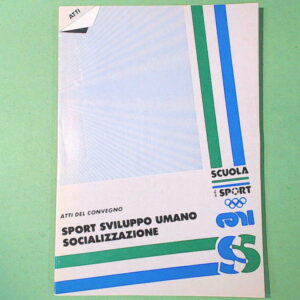 ATTI
SCUOLA
SPORT
ATTI DEL CONVEGNO
SPORT SVILUPPO UMANO
SOCIALIZZAZIONE